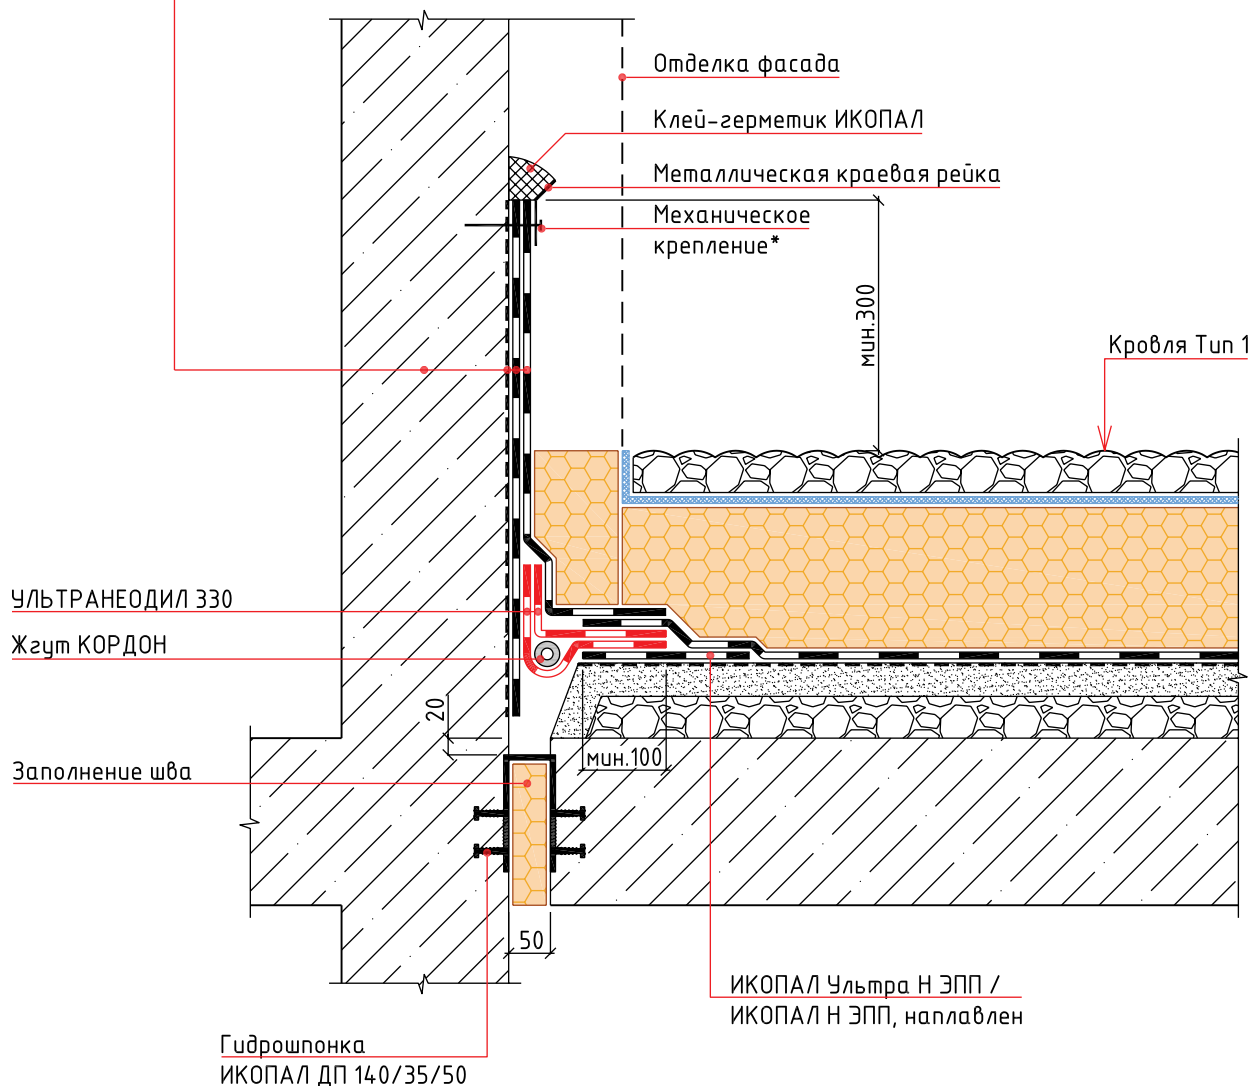 Отделка фасада
Клей-герметик ИКОПАЛ
Металлическая краевая рейка
Механическое
крепление*
мин.300
Кровля Тип 1
УЛЬТРАНЕОДИЛ 330
Жгут КОРДОН
20
мин.100
Заполнение шва
50
ИКОПАЛ Ультра Н ЭПП /
ИКОПАЛ Н ЭПП, наплавлен
Гидрошпонка
ИКОПАЛ ДП 140/35/50